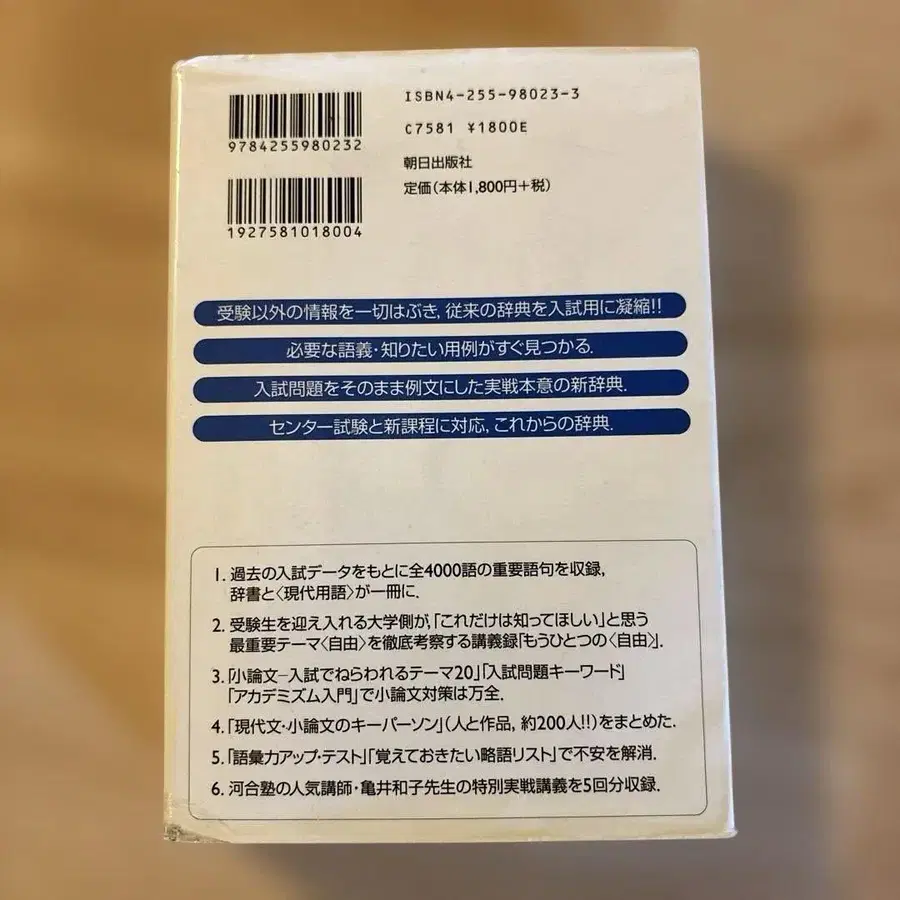 ISBN4-255-98023-3
C7581 ¥1800E
9784255980232
朝日出版社
定価(本体1,800円+税)
1927581018004
受験以外の情報を一切はぶき,従来の辞典を入試用に凝縮!!
必要な語義・知りたい用例がすぐ見つかる.
入試問題をそのまま例文にした実戦本意の新辞典.
センター試験と新課程に対応,これからの辞典.
1. 過去の入試データをもとに全4000語の重要語句を収録,
辞書と〈現代用語〉が一冊に.
2. 受験生を迎え入れる大学側が,「これだけは知ってほしい」と思う
最重要テーマ〈自由〉を徹底考察する講義録「もうひとつの〈自由〉」.
3. 「小論文−入試でねらわれるテーマ20」「入試問題キーワード」
「アカデミズム入門」で小論文対策は万全.
4. 「現代文・小論文のキーパーソン」(人と作品,約200人!!)をまとめた.
5. 「語彙力アップ・テスト」「覚えておきたい略語リスト」で不安を解消.
6. 河合塾の人気講師・亀井和子先生の特別実戦講義を5回分収録.